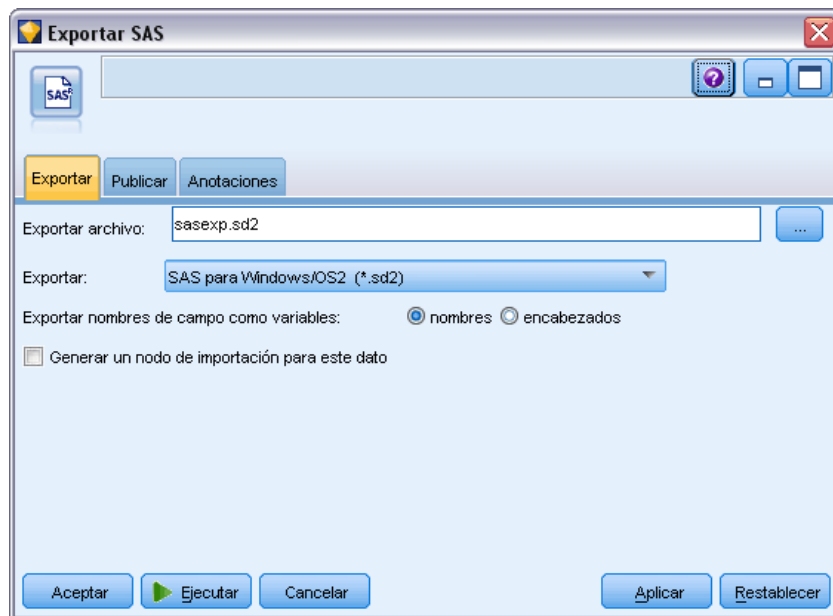 Exportar SAS
SAS
Exportar Publicar Anotaciones
Exportar archivo: sasexp.sd2 ...
Exportar: SAS para Windows/OS2 (*.sd2)
Exportar nombres de campo como variables: nombres encabezados
Generar un nodo de importación para este dato
Aceptar Ejecutar Cancelar Aplicar Restablecer